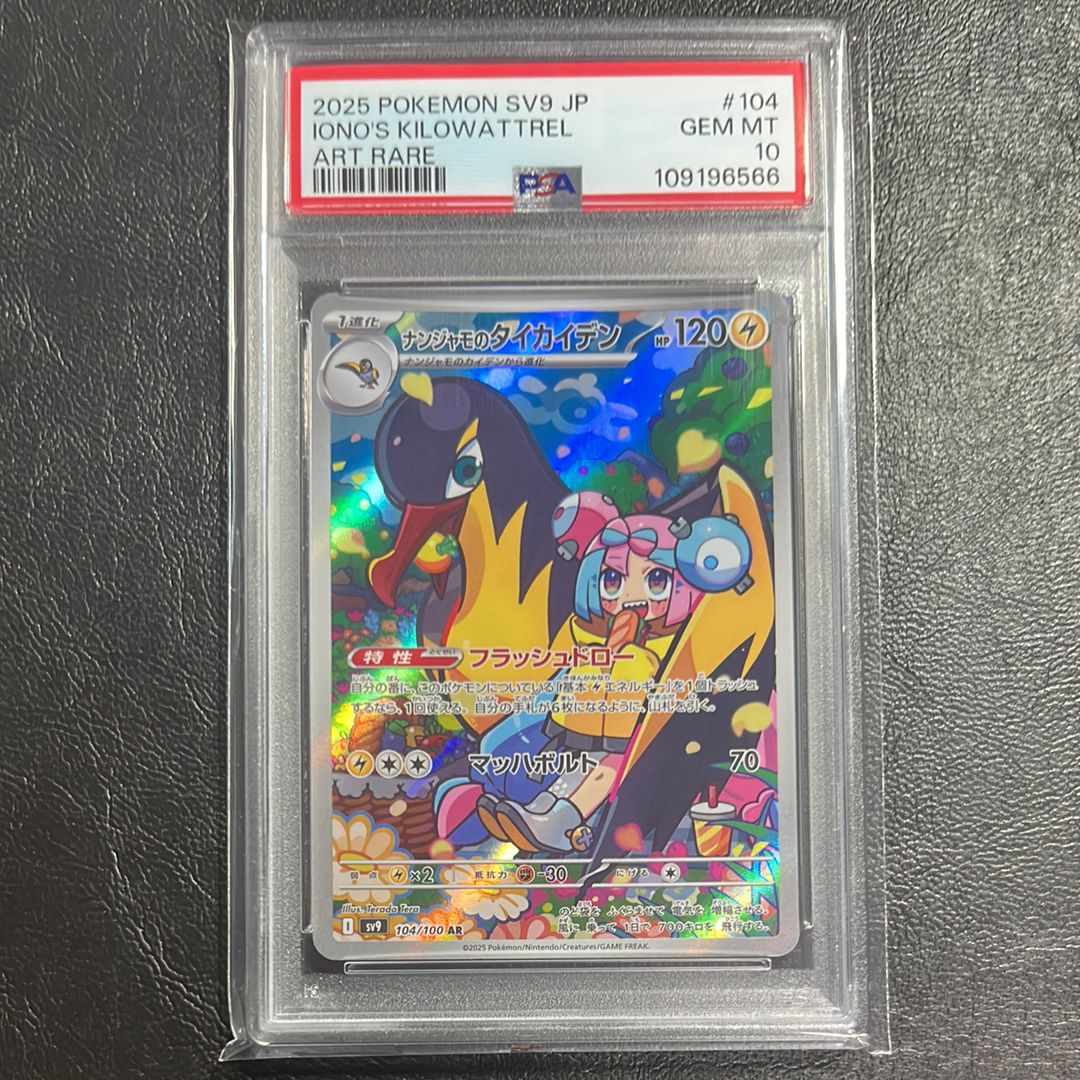 2025 POKEMON SV9 JP #104
IONO'S KILOWATTREL GEM MT
ART RARE 10
PSA 109196566
1進化 ナンジャモのタイカイデン HP 120
ナンジャモのカイデンから進化
特性 とくせい フラッシュドロー
自分の番に、このポケモンについている「基本エネルギー」を1個トラッシュ
するなら、1回使える。自分の手札が6枚になるように、山札を引く。
マッハボルト 70
弱点 ×2 抵抗力 -30 にげる
Illus. Terada Tera
のど袋を ふくらませて 電気を 増幅させる。
風に 乗って 1日で 700キロを 飛行する。
I sv9 104/100 AR
©2025 Pokémon/Nintendo/Creatures/GAME FREAK.